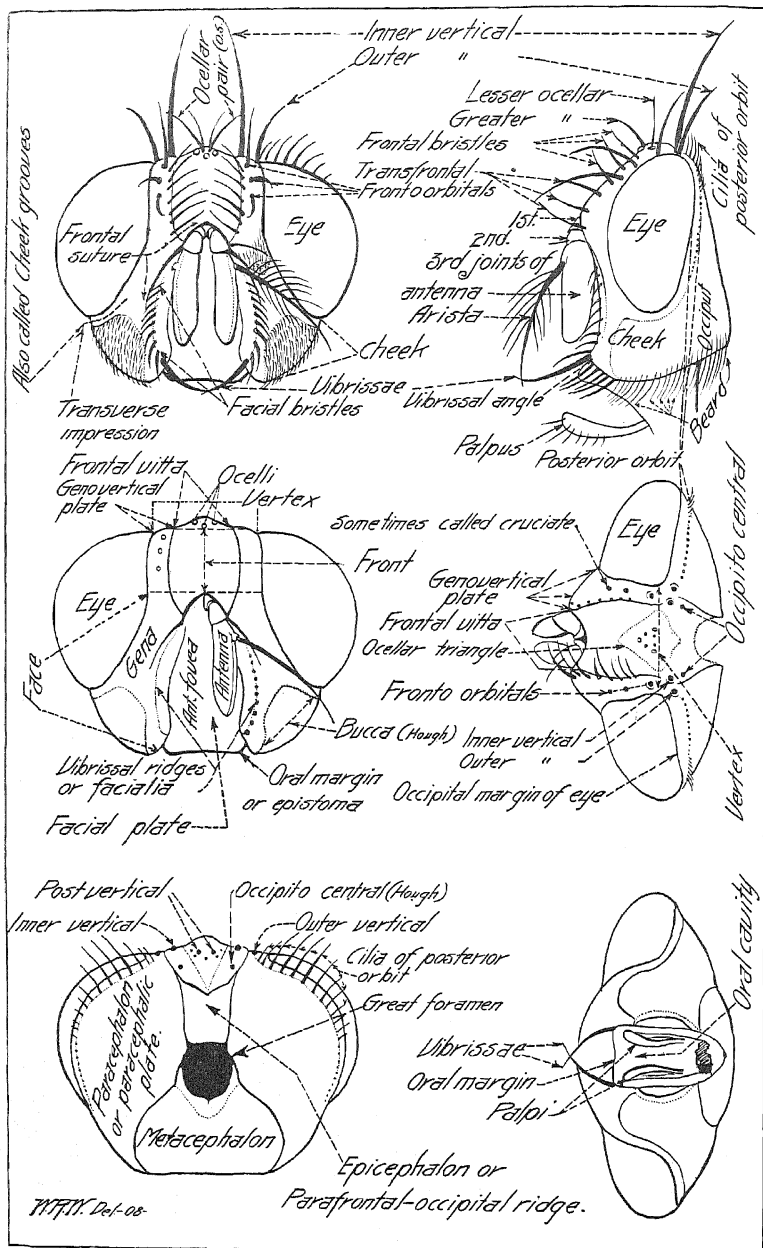 Inner vertical
Outer "
Ocellar
pair (o.s.)
Lesser ocellar
Greater "
Frontal bristles
Transfrontal
Fronto orbitals
Cilia of
posterior orbit
Also called Cheek grooves
Frontal
suture
Eye
1st.
2nd.
3rd joints of
antenna
Arista
Eye
Cheek
Occiput
Cheek
Vibrissae
Facial bristles
Vibrissal angle
Beard
Transverse
impression
Palpus
Posterior orbit
Frontal vitta
Ocelli
Genovertical
plate
Vertex
Front
Eye
Gena
Ant. fovea
Antenna
Face
Bucca (Hough)
Vibrissal ridges
or facialia
Oral margin
or epistoma
Facial plate
Sometimes called cruciate
Eye
Occipito central
Genovertical
plate
Frontal vitta
Ocellar triangle
Fronto orbitals
Inner vertical
Outer "
Occipital margin of eye
Vertex
Post vertical
Occipito central (Hough)
Inner vertical
Outer vertical
Cilia of posterior
orbit
Great foramen
Paracephalon
or paracephalic
plate.
Metacephalon
Epicephalon or
Parafrontal-occipital ridge.
Oral cavity
Vibrissae
Oral margin
Palpi
Del-08-